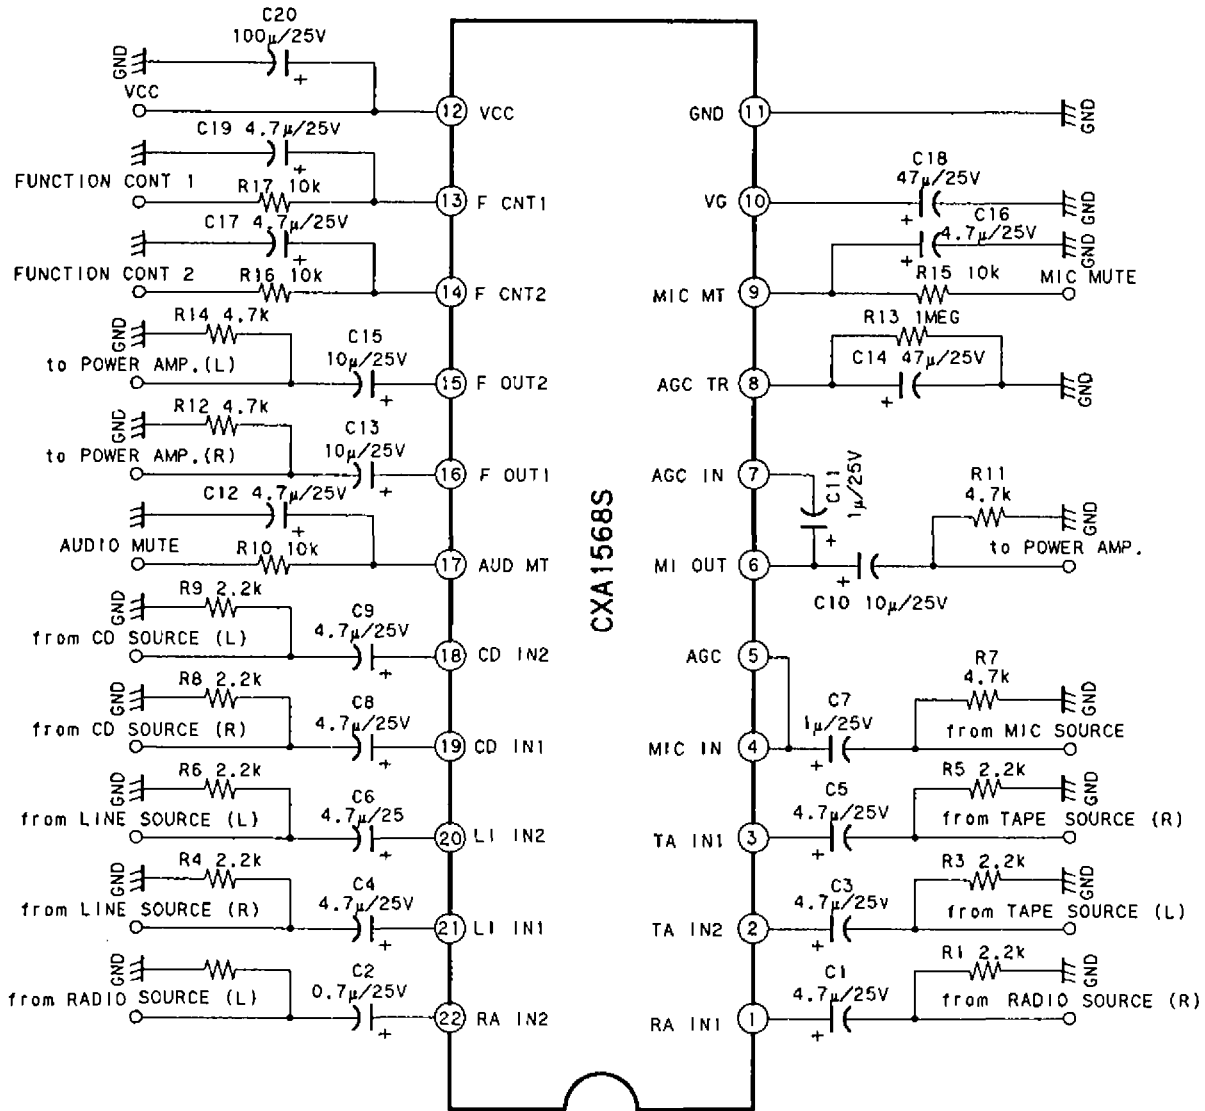 C20
100μ/25V
GND
VCC
12 VCC
C19 4.7μ/25V
FUNCTION CONT 1
R17 10k
13 F CNT1
C17 4.7μ/25V
FUNCTION CONT 2
R16 10k
14 F CNT2
GND
R14 4.7k
C15
10μ/25V
to POWER AMP.(L)
15 F OUT2
GND
R12 4.7k
C13
10μ/25V
to POWER AMP.(R)
16 F OUT1
C12 4.7μ/25V
AUDIO MUTE
R10 10k
17 AUD MT
GND
R9 2.2k
C9
4.7μ/25V
from CD SOURCE (L)
18 CD IN2
GND
R8 2.2k
C8
4.7μ/25V
from CD SOURCE (R)
19 CD IN1
GND
R6 2.2k
C6
4.7μ/25
from LINE SOURCE (L)
20 LI IN2
GND
R4 2.2k
C4
4.7μ/25V
from LINE SOURCE (R)
21 LI IN1
GND
C2
0.7μ/25V
from RADIO SOURCE (L)
22 RA IN2
CXA1568S
GND 11
GND
VG 10
C18
47μ/25V
GND
C16
4.7μ/25V
GND
MIC MT 9
R15 10k
MIC MUTE
R13 1MEG
C14 47μ/25V
AGC TR 8
GND
AGC IN 7
C11
1μ/25V
R11
4.7k
GND
MI OUT 6
to POWER AMP.
C10 10μ/25V
AGC 5
R7
4.7k
GND
C7
1μ/25V
MIC IN 4
from MIC SOURCE
R5 2.2k
GND
C5
4.7μ/25V
TA IN1 3
from TAPE SOURCE (R)
R3 2.2k
GND
C3
4.7μ/25V
TA IN2 2
from TAPE SOURCE (L)
R1 2.2k
GND
C1
4.7μ/25V
RA IN1 1
from RADIO SOURCE (R)